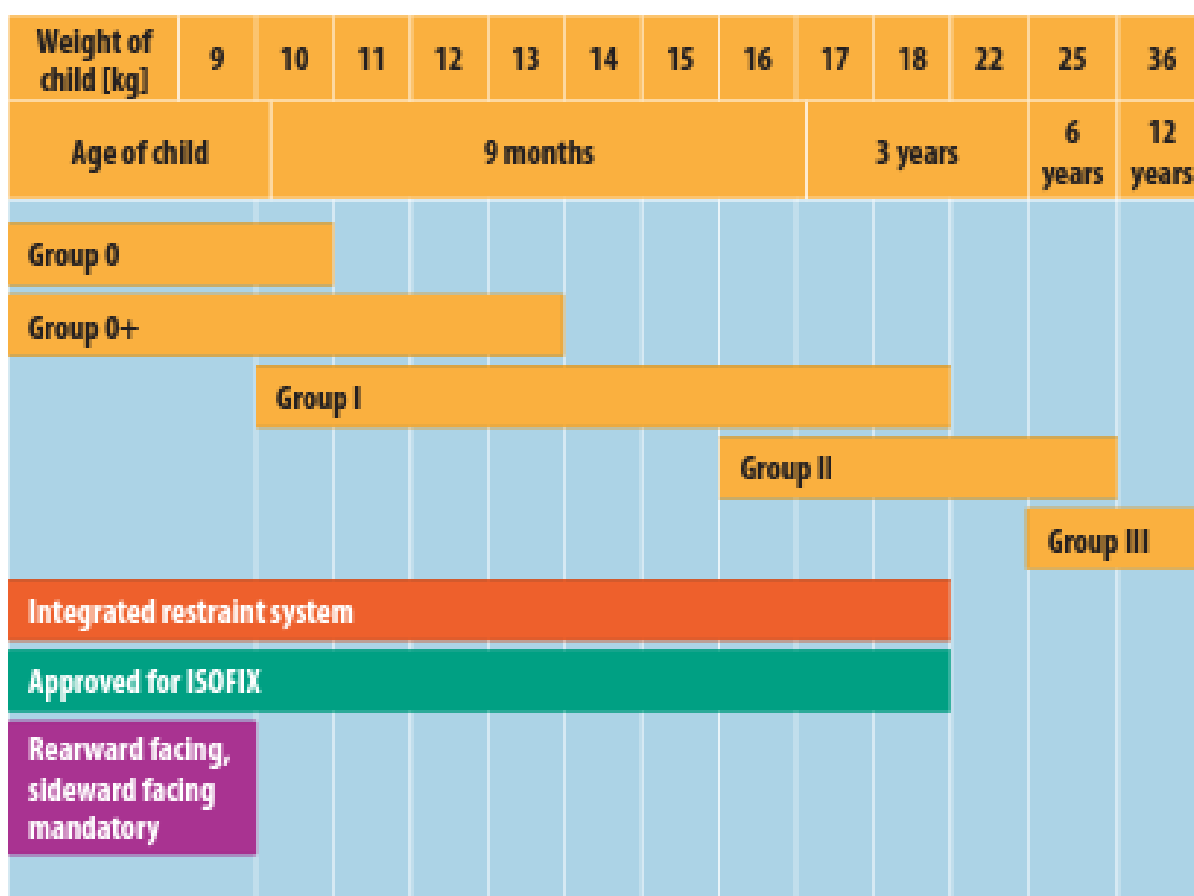 Weight of
child [kg]
9 10 11 12 13 14 15 16 17 18 22 25 36
Age of child
9 months
3 years
6
years
12
years
Group 0
Group 0+
Group I
Group II
Group III
Integrated restraint system
Approved for ISOFIX
Rearward facing,
sideward facing
mandatory